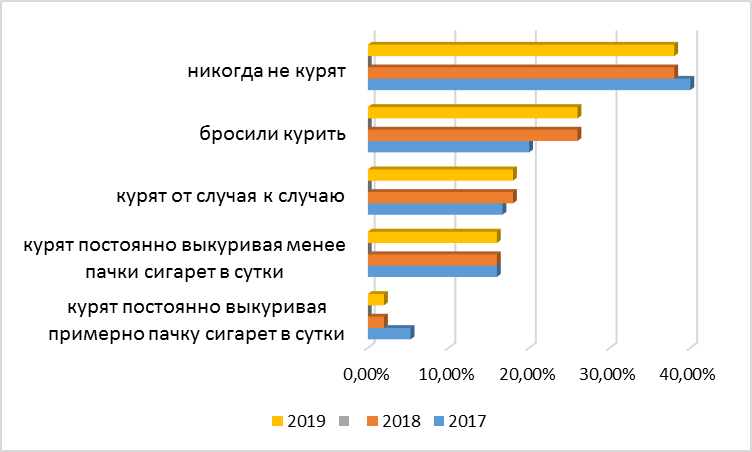 никогда не курят
бросили курить
курят от случая к случаю
курят постоянно выкуривая менее
пачки сигарет в сутки
курят постоянно выкуривая
примерно пачку сигарет в сутки
0,00% 10,00% 20,00% 30,00% 40,00%
2019 2018 2017